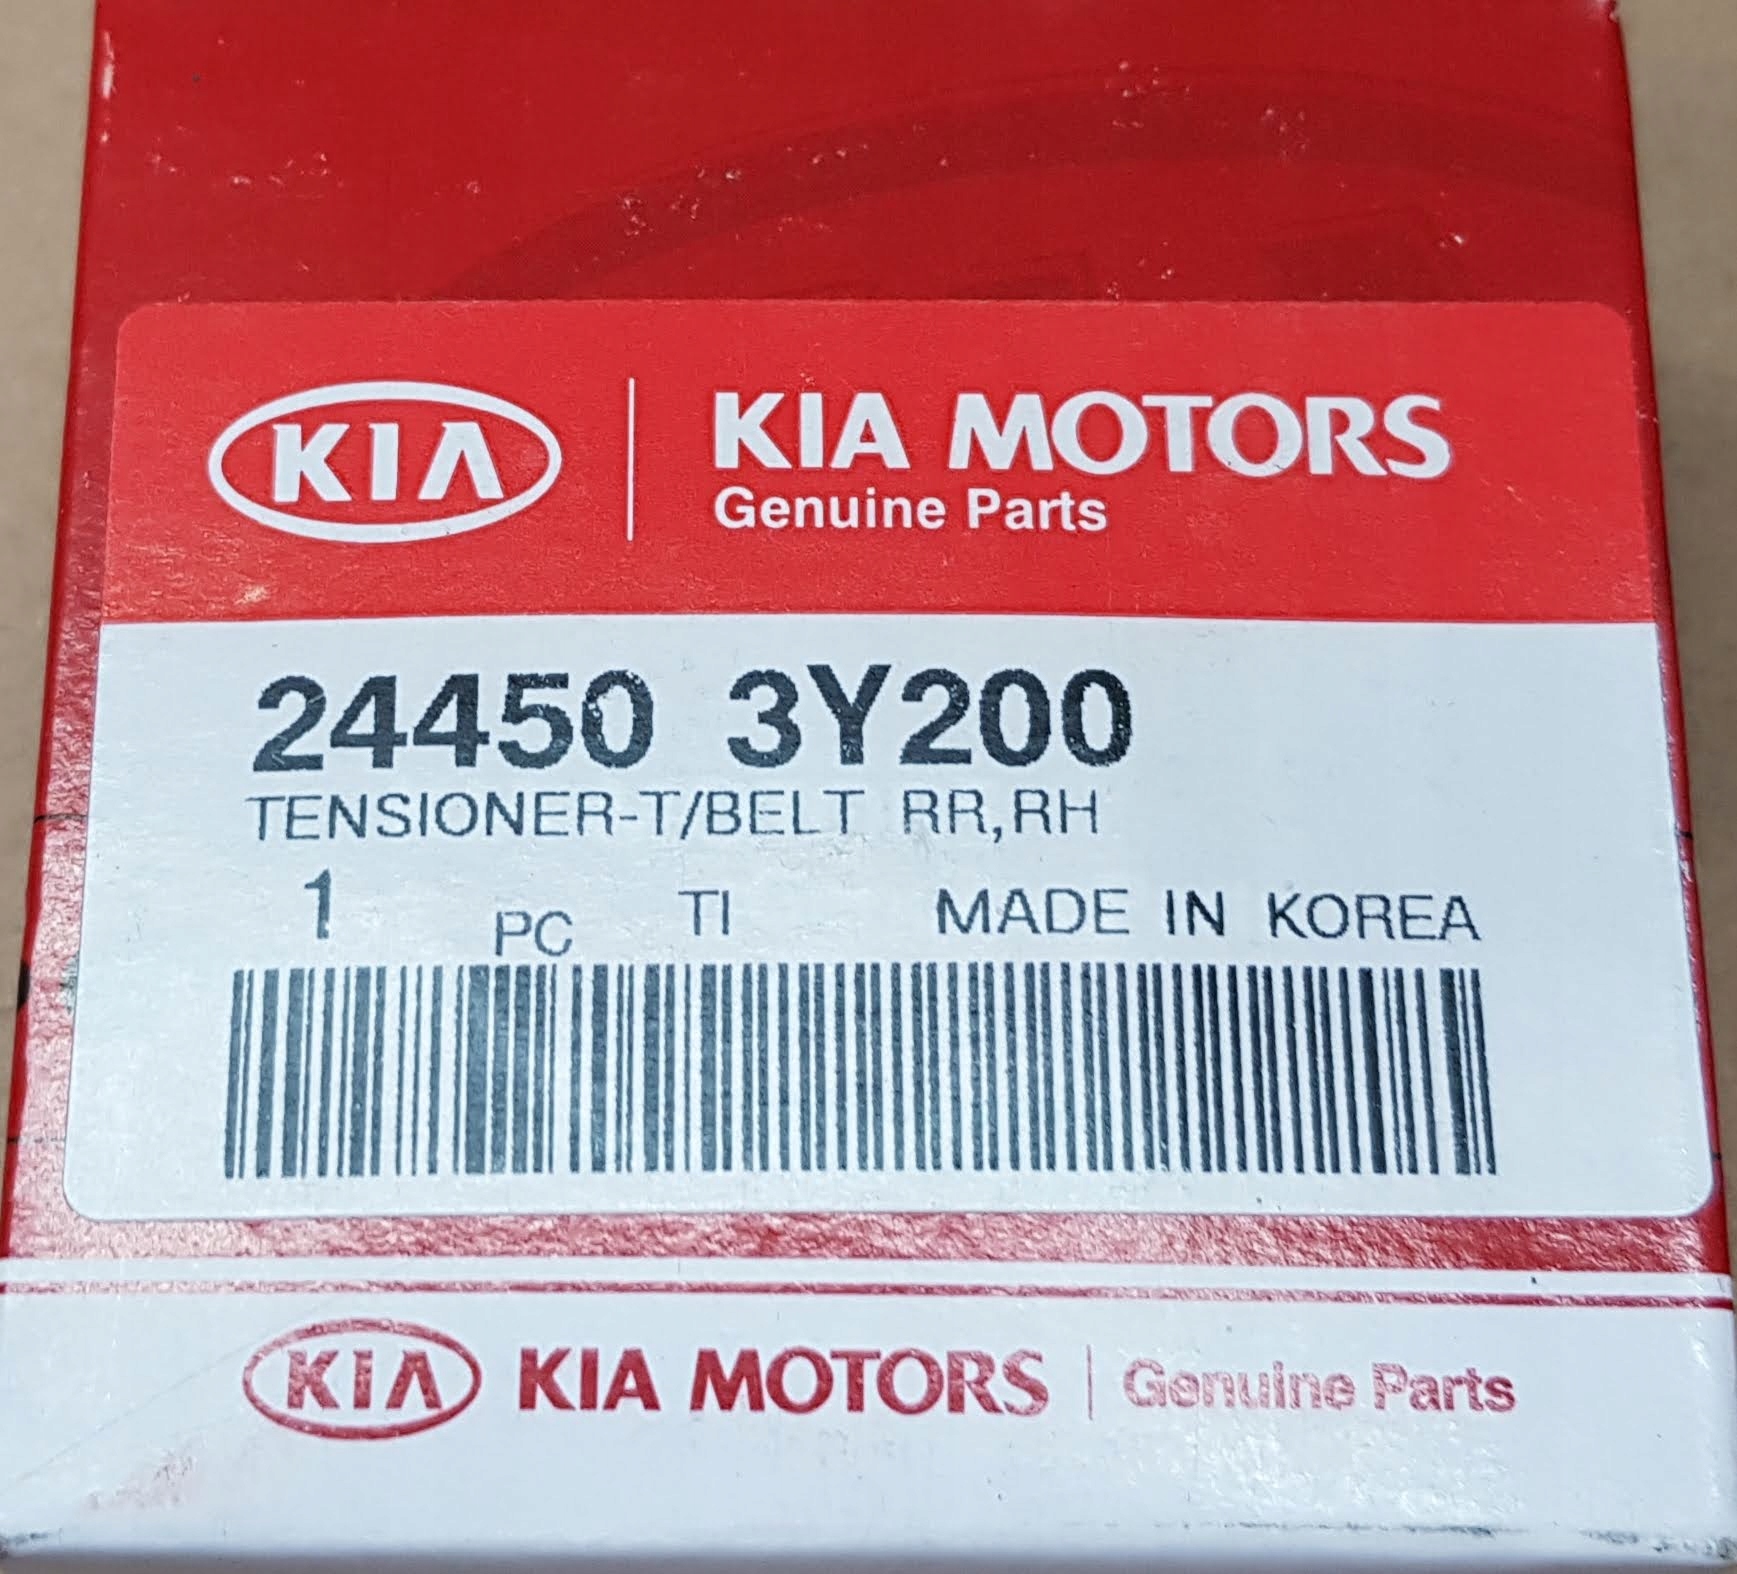 KIA
KIA MOTORS
Genuine Parts
24450 3Y200
TENSIONER-T/BELT RR,RH
1 PC TI MADE IN KOREA
KIA KIA MOTORS Genuine Parts